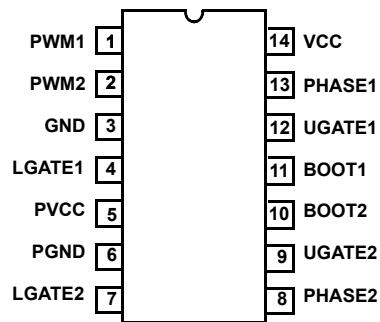 PWM1 1 14 VCC
PWM2 2 13 PHASE1
GND 3 12 UGATE1
LGATE1 4 11 BOOT1
PVCC 5 10 BOOT2
PGND 6 9 UGATE2
LGATE2 7 8 PHASE2